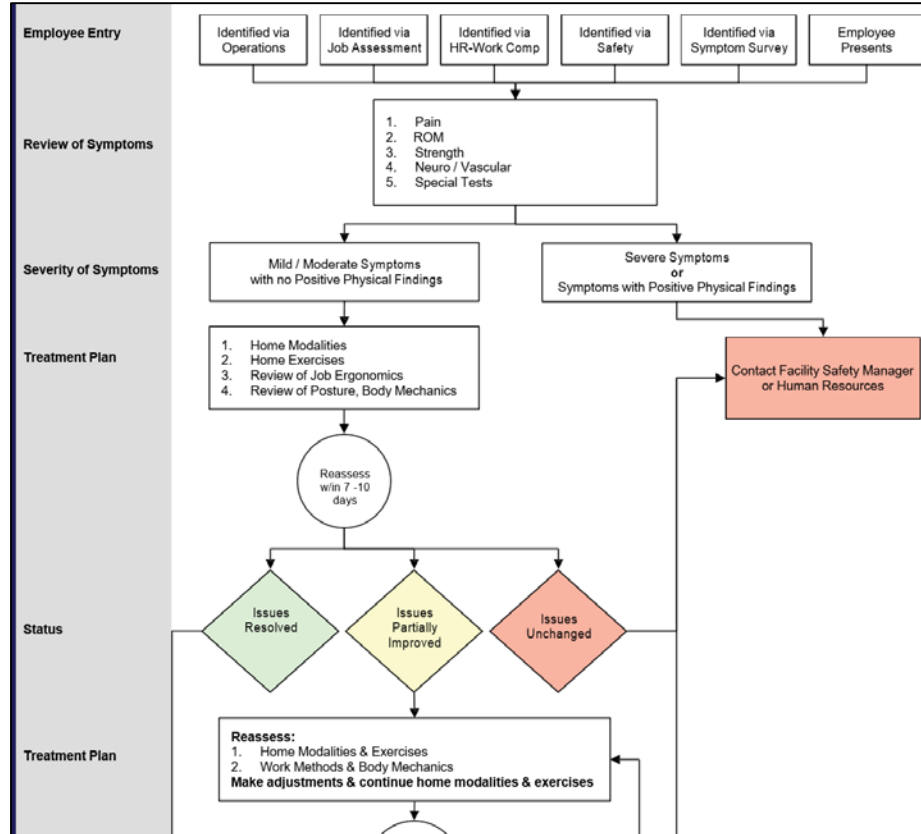 Employee Entry
Identified via
Operations
Identified via
Job Assessment
Identified via
HR-Work Comp
Identified via
Safety
Identified via
Symptom Survey
Employee
Presents
Review of Symptoms
1. Pain
2. ROM
3. Strength
4. Neuro / Vascular
5. Special Tests
Severity of Symptoms
Mild / Moderate Symptoms
with no Positive Physical Findings
Severe Symptoms
or
Symptoms with Positive Physical Findings
Treatment Plan
1. Home Modalities
2. Home Exercises
3. Review of Job Ergonomics
4. Review of Posture, Body Mechanics
Contact Facility Safety Manager
or Human Resources
Reassess
w/in 7 -10
days
Status
Issues
Resolved
Issues
Partially
Improved
Issues
Unchanged
Treatment Plan
Reassess:
1. Home Modalities & Exercises
2. Work Methods & Body Mechanics
Make adjustments & continue home modalities & exercises